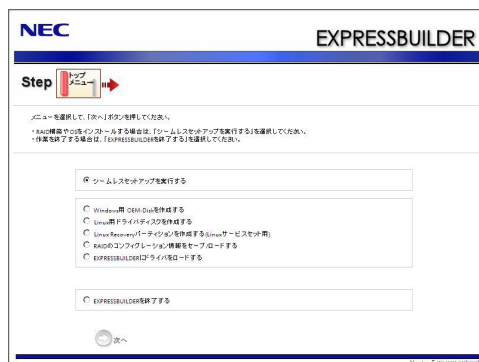 NEC
EXPRESSBUILDER
Step
トップ
メニュー
メニューを選択して、「次へ」ボタンを押してください。
・RAID構築やOSをインストールする場合は、「シームレスセットアップを実行する」を選択してください。
・作業を終了する場合は、「EXPRESSBUILDERを終了する」を選択してください。
シームレスセットアップを実行する
Windows用 OEM-Diskを作成する
Linux用ドライバディスクを作成する
Linux Recoveryパーティションを作成する(Linuxサービスセット用)
RAIDのコンフィグレーション情報をセーブ/ロードする
EXPRESSBUILDERにドライバをロードする
EXPRESSBUILDERを終了する
次へ